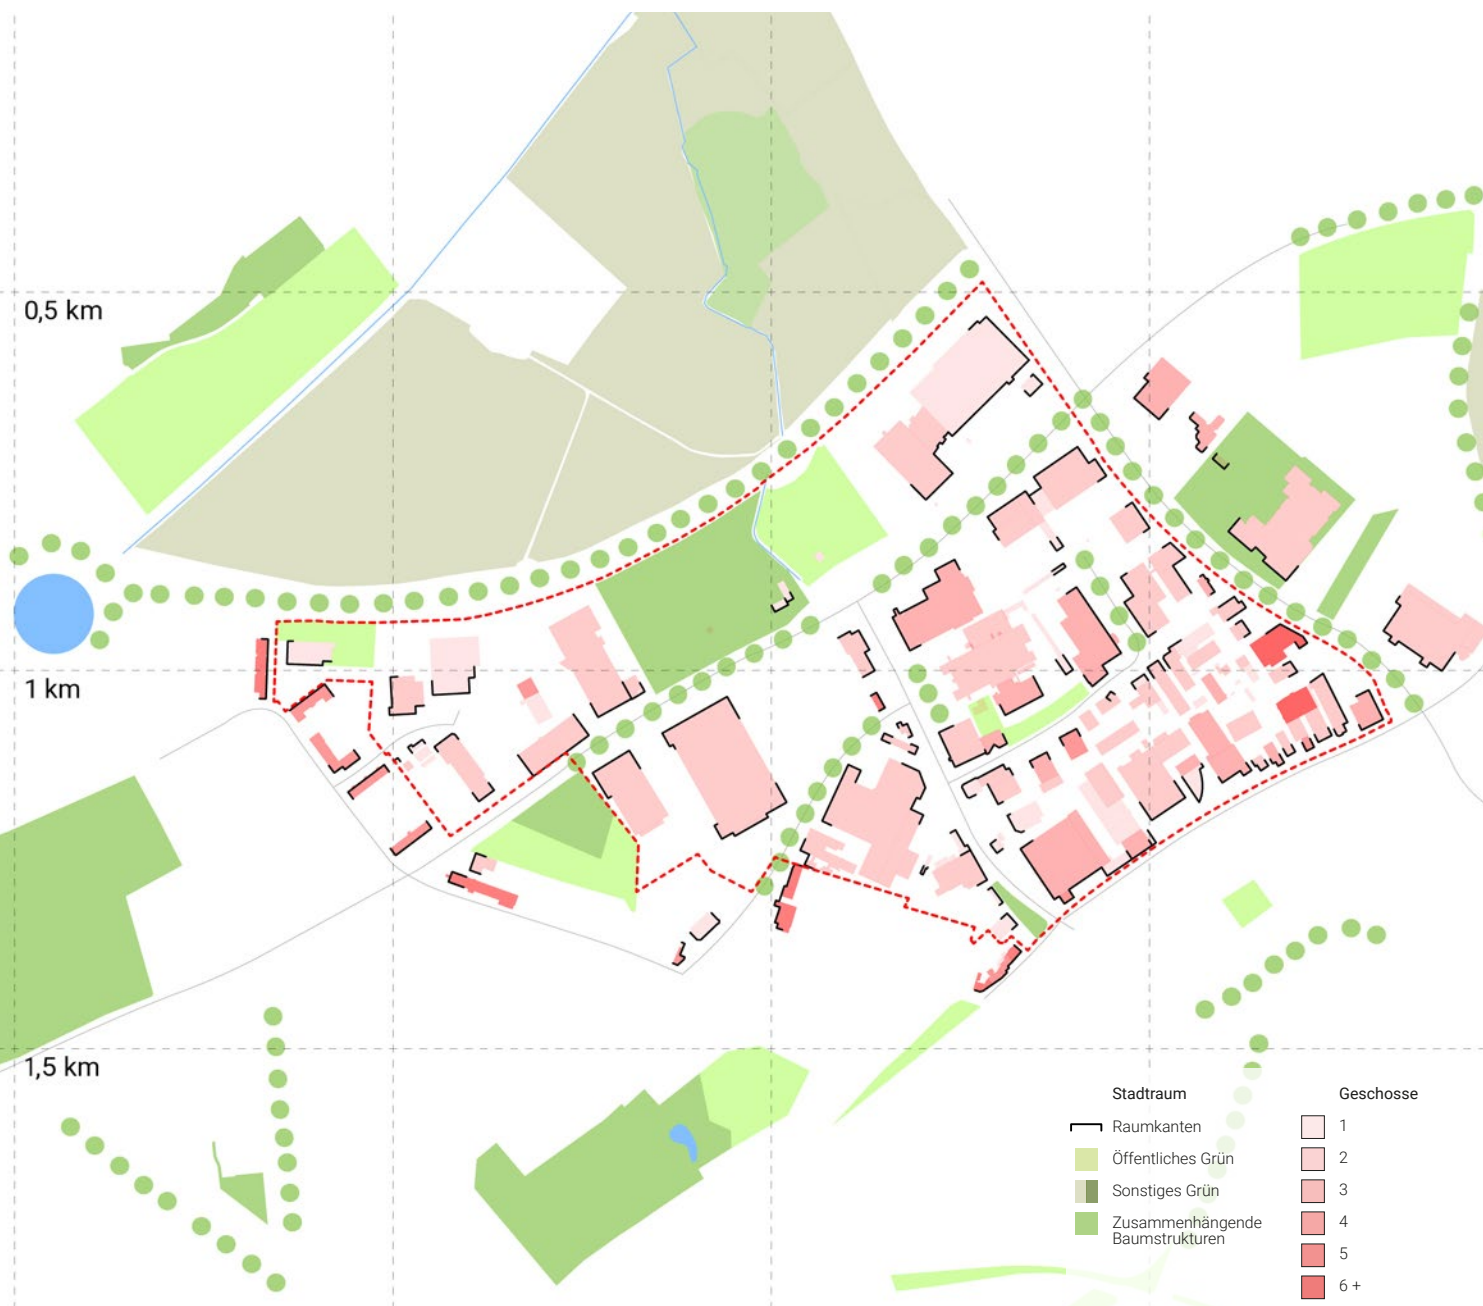 0,5 km
1 km
1,5 km
Stadtraum
Raumkanten
Öffentliches Grün
Sonstiges Grün
Zusammenhängende
Baumstrukturen
Geschosse
1
2
3
4
5
6 +